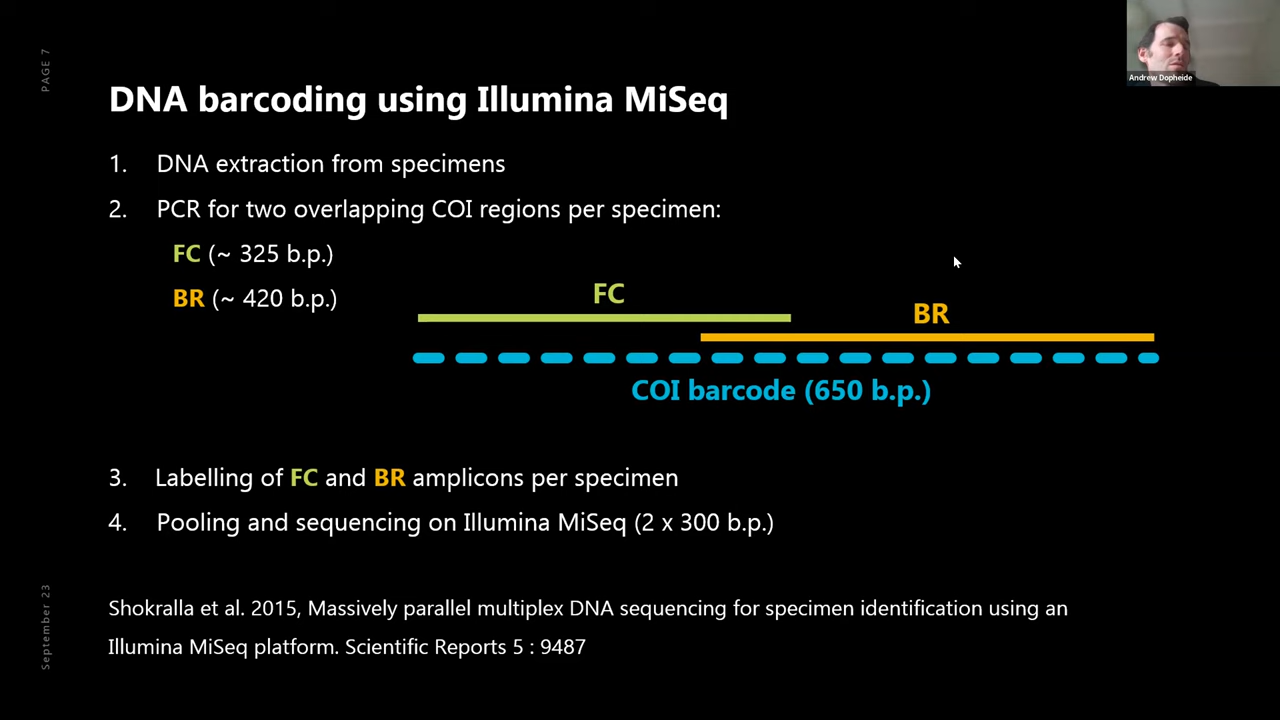 PAGE 7
Andrew Dopheide
DNA barcoding using Illumina MiSeq
1. DNA extraction from specimens
2. PCR for two overlapping COI regions per specimen:
FC (~ 325 b.p.)
BR (~ 420 b.p.)
FC
BR
COI barcode (650 b.p.)
3. Labelling of FC and BR amplicons per specimen
4. Pooling and sequencing on Illumina MiSeq (2 x 300 b.p.)
September 23
Shokralla et al. 2015, Massively parallel multiplex DNA sequencing for specimen identification using an
Illumina MiSeq platform. Scientific Reports 5 : 9487